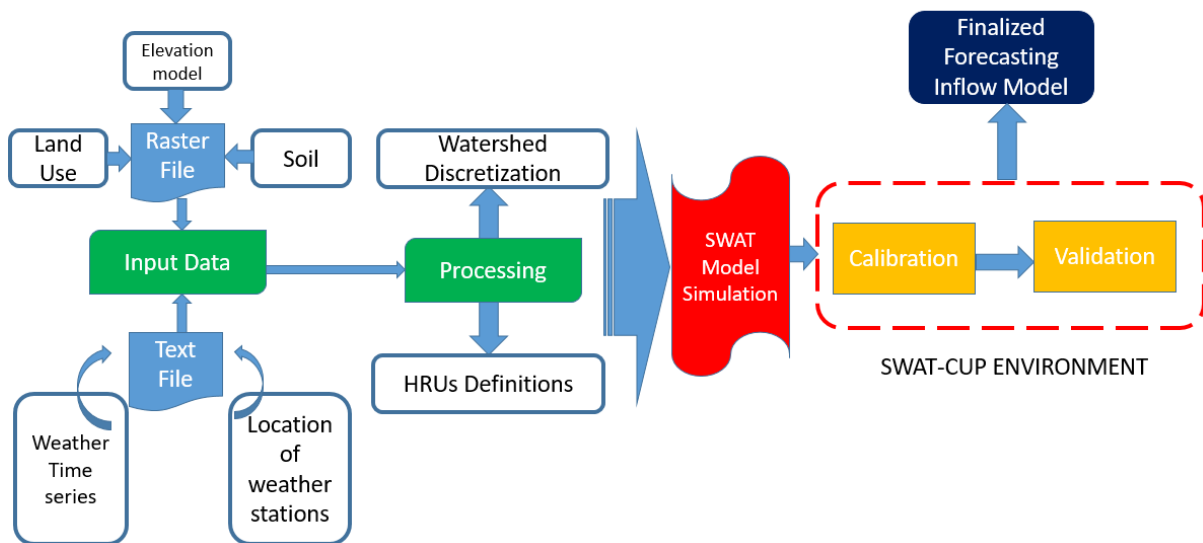 Elevation
model
Land
Use
Raster
File
Soil
Input Data
Text
File
Weather
Time
series
Location
of
weather
stations
Watershed
Discretization
Processing
HRUs Definitions
SWAT
Model
Simulation
Calibration
Validation
SWAT-CUP ENVIRONMENT
Finalized
Forecasting
Inflow Model